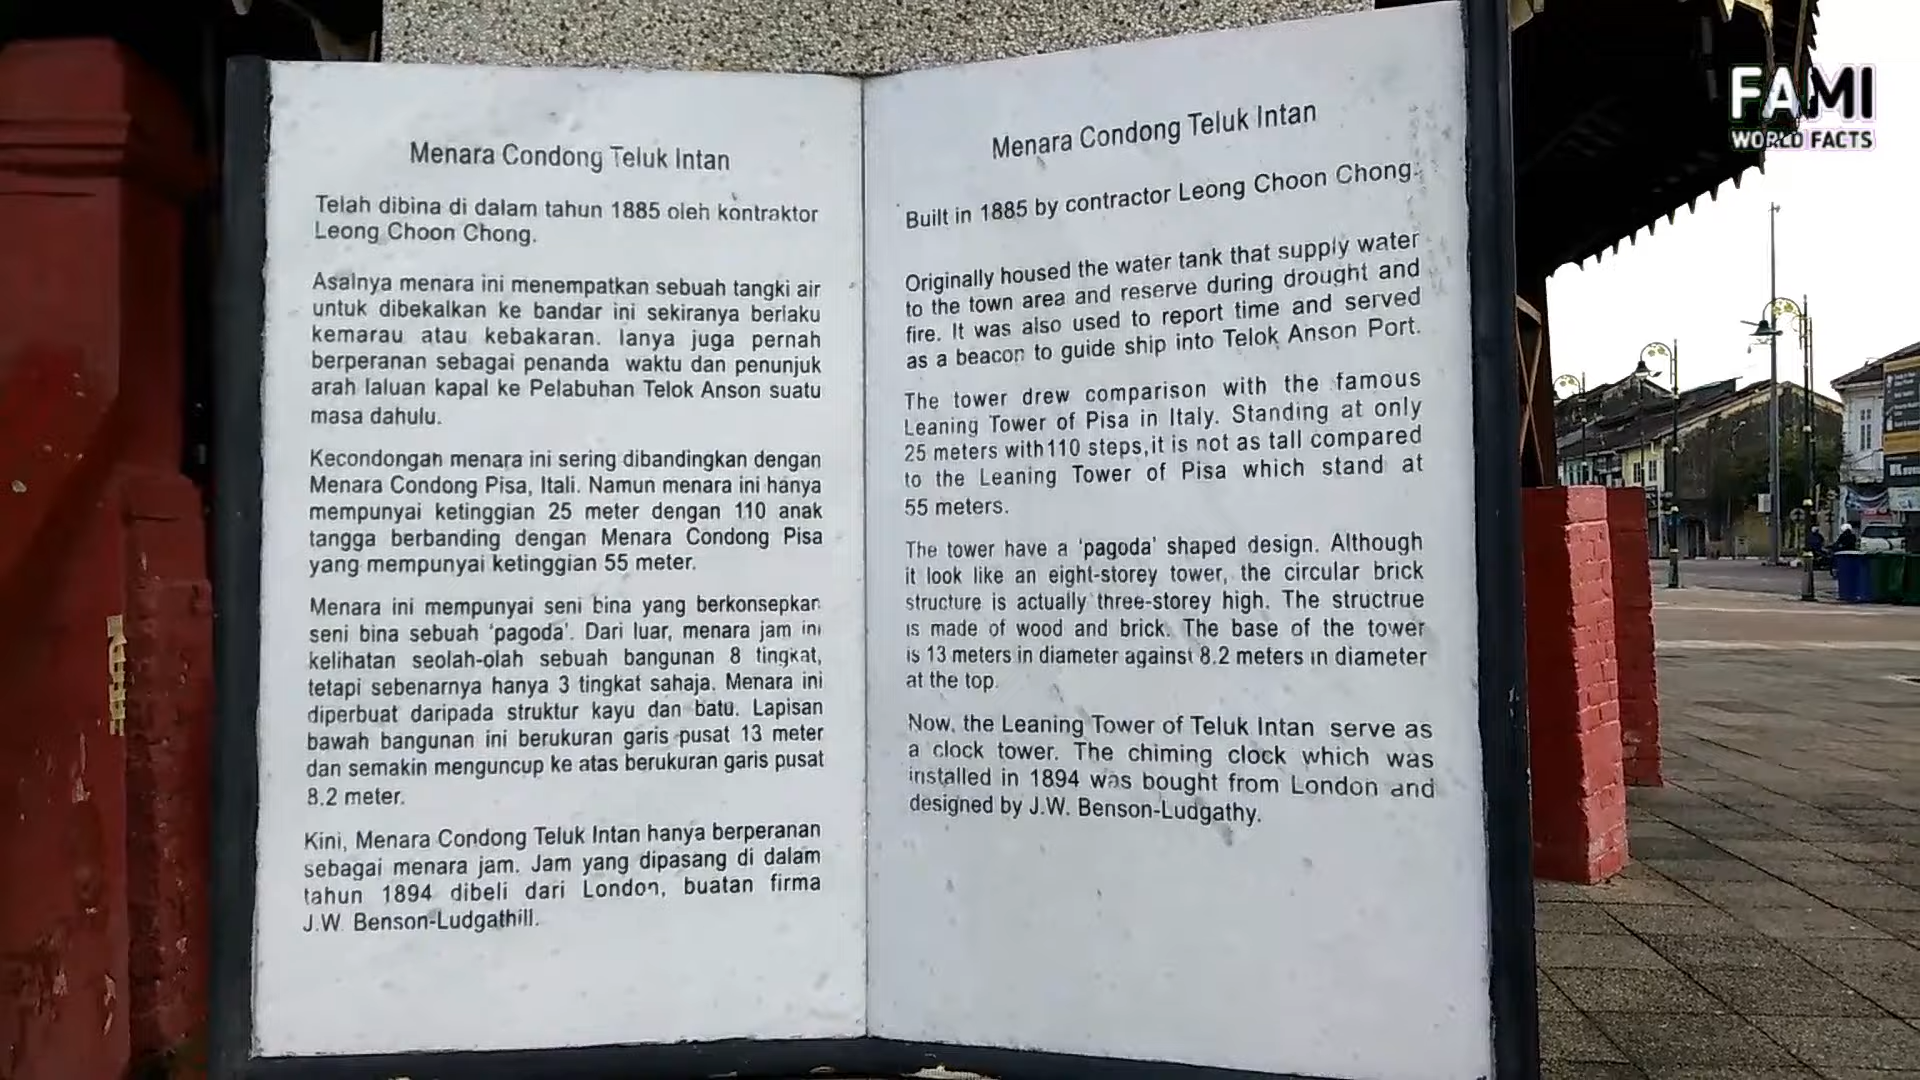 Menara Condong Teluk Intan
Telah dibina di dalam tahun 1885 oleh kontraktor
Leong Choon Chong.
Asalnya menara ini menempatkan sebuah tangki air
untuk dibekalkan ke bandar ini sekiranya berlaku
kemarau atau kebakaran. Ianya juga pernah
berperanan sebagai penanda waktu dan penunjuk
arah laluan kapal ke Pelabuhan Telok Anson suatu
masa dahulu.
Kecondongan menara ini sering dibandingkan dengan
Menara Condong Pisa, Itali. Namun menara ini hanya
mempunyai ketinggian 25 meter dengan 110 anak
tangga berbanding dengan Menara Condong Pisa
yang mempunyai ketinggian 55 meter.
Menara ini mempunyai seni bina yang berkonsepkan
seni bina sebuah 'pagoda'. Dari luar, menara jam ini
kelihatan seolah-olah sebuah bangunan 8 tingkat,
tetapi sebenarnya hanya 3 tingkat sahaja. Menara ini
diperbuat daripada struktur kayu dan batu. Lapisan
bawah bangunan ini berukuran garis pusat 13 meter
dan semakin menguncup ke atas berukuran garis pusat
8.2 meter.
Kini, Menara Condong Teluk Intan hanya berperanan
sebagai menara jam. Jam yang dipasang di dalam
tahun 1894 dibeli dari London, buatan firma
J.W. Benson-Ludgathill.
Menara Condong Teluk Intan
Built in 1885 by contractor Leong Choon Chong.
Originally housed the water tank that supply water
to the town area and reserve during drought and
fire. It was also used to report time and served
as a beacon to guide ship into Telok Anson Port.
The tower drew comparison with the famous
Leaning Tower of Pisa in Italy. Standing at only
25 meters with 110 steps, it is not as tall compared
to the Leaning Tower of Pisa which stand at
55 meters.
The tower have a 'pagoda' shaped design. Although
it look like an eight-storey tower, the circular brick
structure is actually three-storey high. The structrue
is made of wood and brick. The base of the tower
is 13 meters in diameter against 8.2 meters in diameter
at the top.
Now, the Leaning Tower of Teluk Intan serve as
a clock tower. The chiming clock which was
installed in 1894 was bought from London and
designed by J.W. Benson-Ludgathy.
FAMI
WORLD FACTS